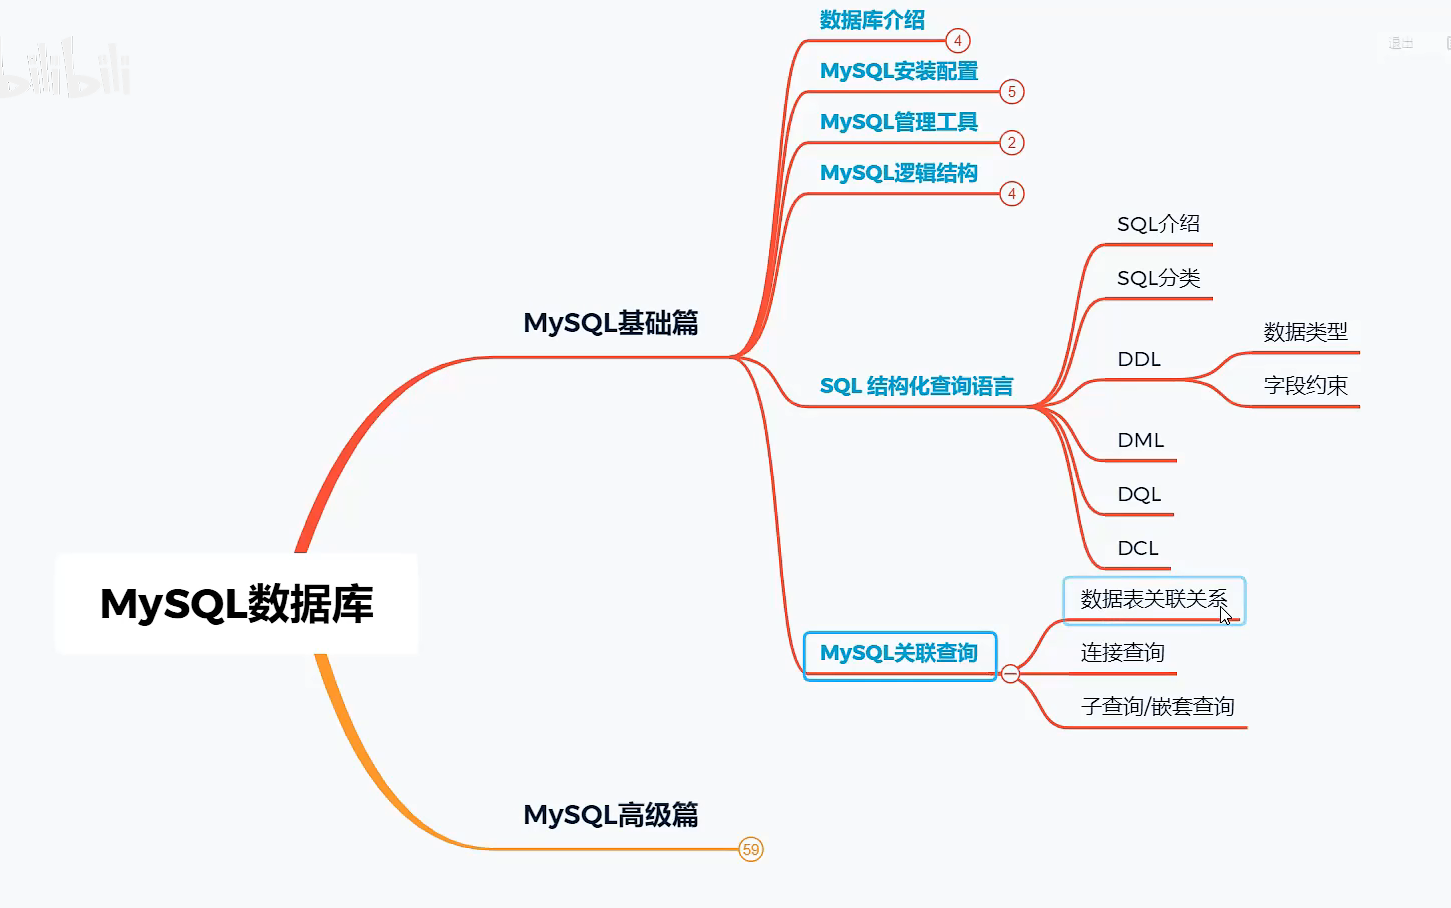 数据库介绍
4
bilibili
退出
MySQL安装配置
5
MySQL管理工具
2
MySQL逻辑结构
4
SQL介绍
SQL分类
MySQL基础篇
数据类型
DDL
SQL 结构化查询语言
字段约束
DML
DQL
DCL
MySQL数据库
数据表关联关系
MySQL关联查询
连接查询
子查询/嵌套查询
MySQL高级篇
59